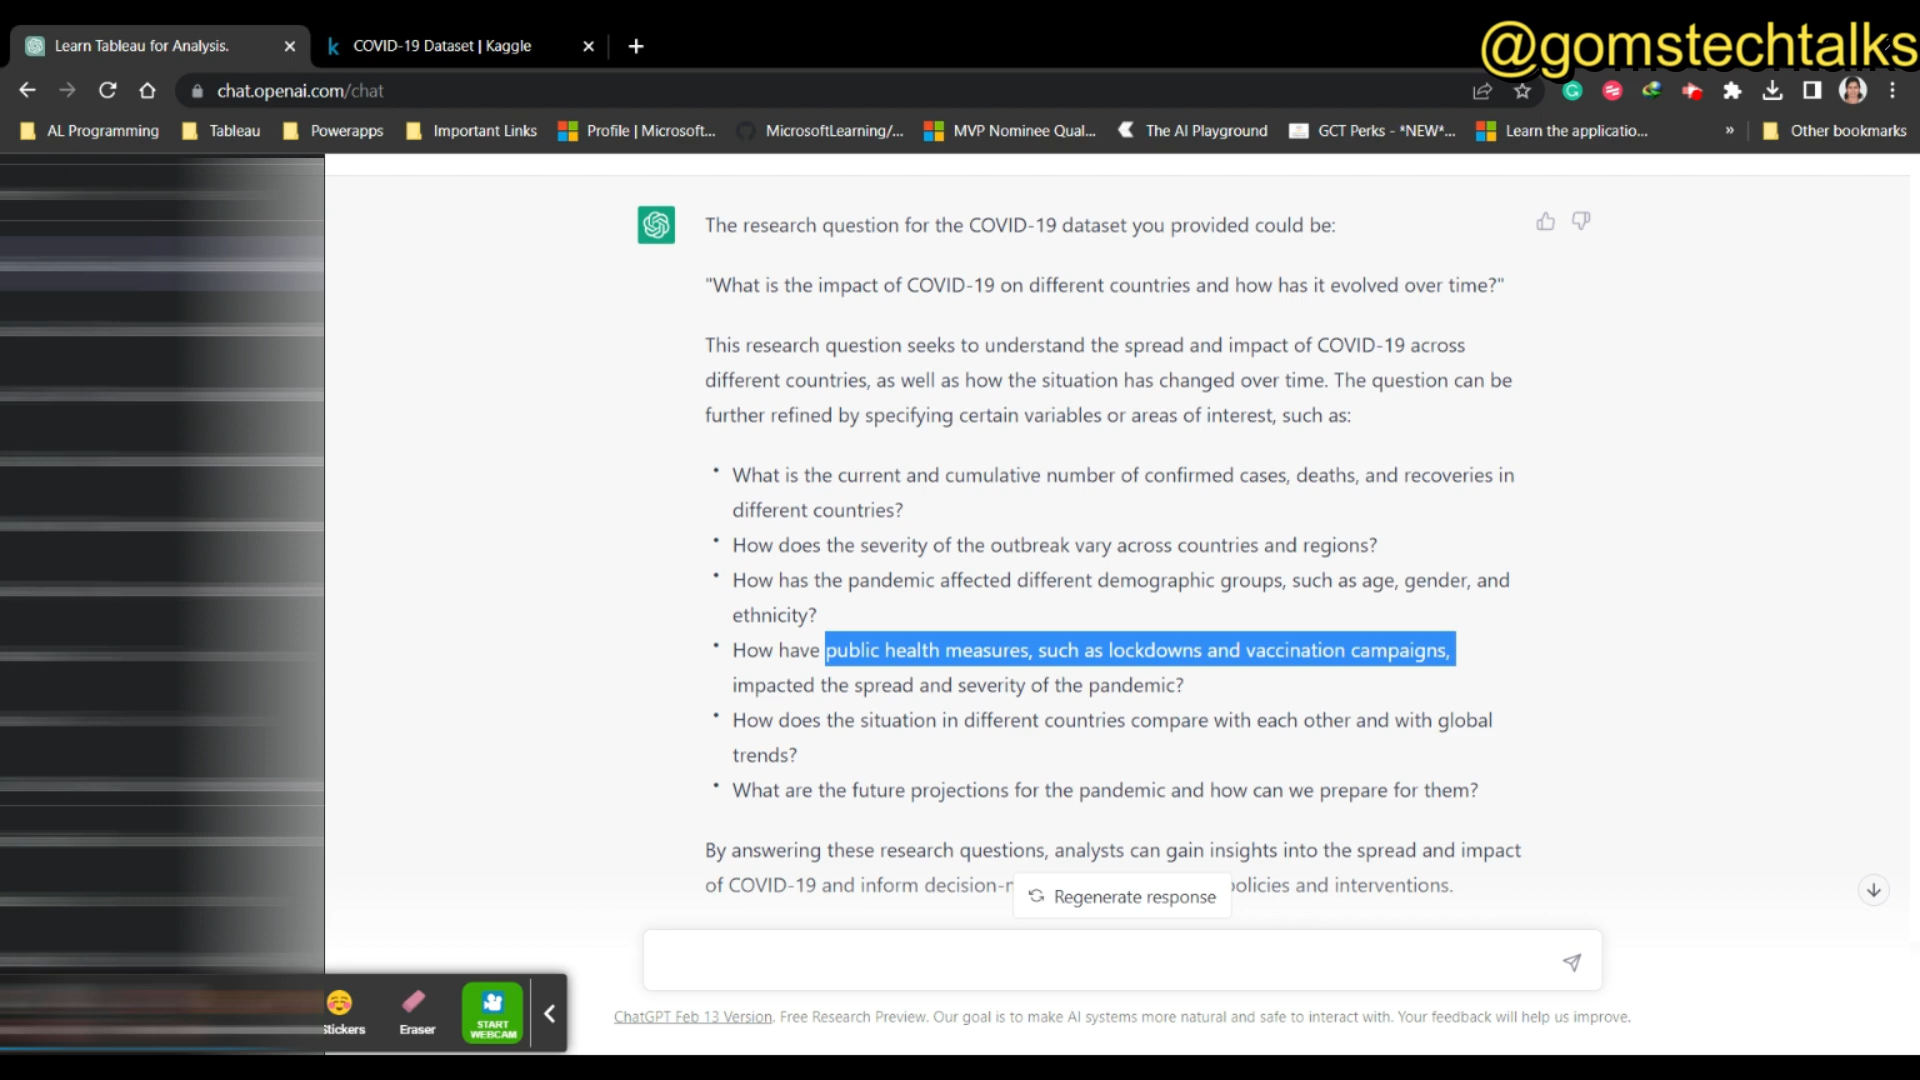 @gomstechtalks
Learn Tableau for Analysis.
COVID-19 Dataset | Kaggle
chat.openai.com/chat
AL Programming
Tableau
Powerapps
Important Links
Profile | Microsoft...
MicrosoftLearning/...
MVP Nominee Qual...
The AI Playground
GCT Perks - *NEW*...
Learn the applicatio...
Other bookmarks
The research question for the COVID-19 dataset you provided could be:
"What is the impact of COVID-19 on different countries and how has it evolved over time?"
This research question seeks to understand the spread and impact of COVID-19 across
different countries, as well as how the situation has changed over time. The question can be
further refined by specifying certain variables or areas of interest, such as:
• What is the current and cumulative number of confirmed cases, deaths, and recoveries in
different countries?
• How does the severity of the outbreak vary across countries and regions?
• How has the pandemic affected different demographic groups, such as age, gender, and
ethnicity?
• How have public health measures, such as lockdowns and vaccination campaigns,
impacted the spread and severity of the pandemic?
• How does the situation in different countries compare with each other and with global
trends?
• What are the future projections for the pandemic and how can we prepare for them?
By answering these research questions, analysts can gain insights into the spread and impact
of COVID-19 and inform policies and interventions.
Regenerate response
Stickers
Eraser
START
WEBCAM
ChatGPT Feb 13 Version. Free Research Preview. Our goal is to make AI systems more natural and safe to interact with. Your feedback will help us improve.